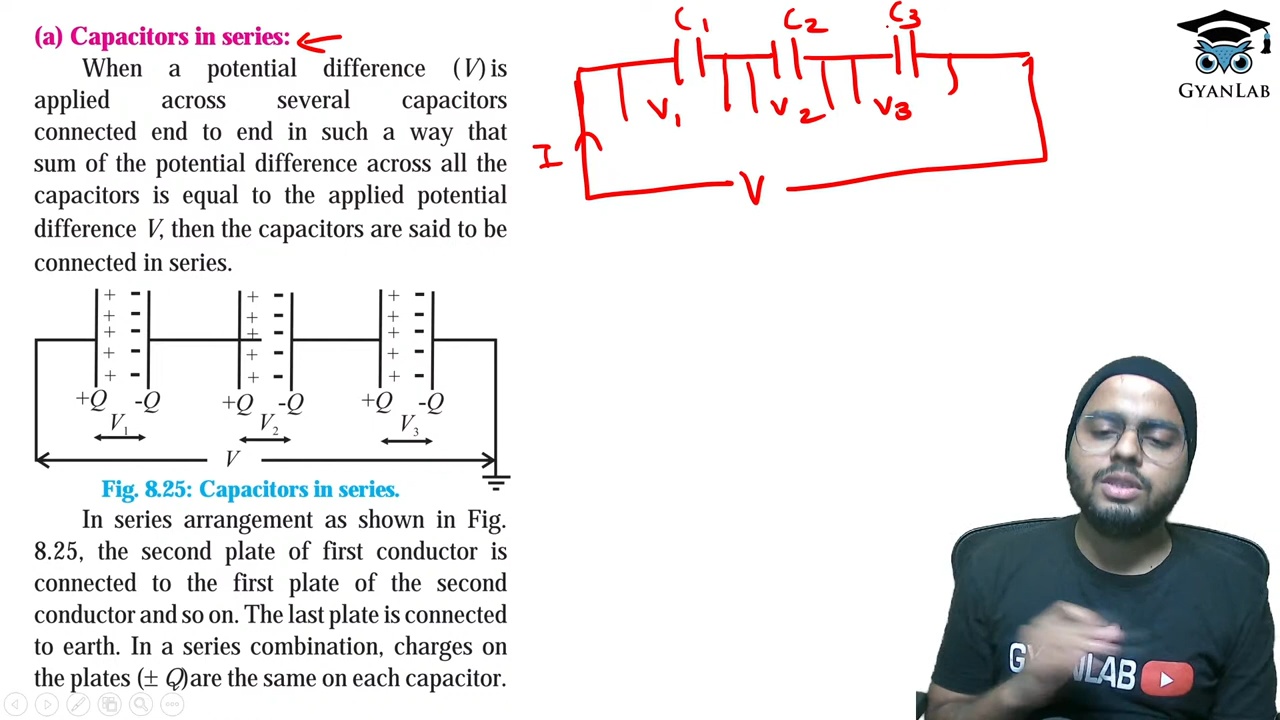 (a) Capacitors in series:
When a potential difference (V) is
applied across several capacitors
connected end to end in such a way that
sum of the potential difference across all the
capacitors is equal to the applied potential
difference V, then the capacitors are said to be
connected in series.
+ - + - + -
+ - + - + -
+ - + - + -
+ - + - + -
+ - + - + -
+Q -Q +Q -Q +Q -Q
V1 V2 V3
V
Fig. 8.25: Capacitors in series.
In series arrangement as shown in Fig.
8.25, the second plate of first conductor is
connected to the first plate of the second
conductor and so on. The last plate is connected
to earth. In a series combination, charges on
the plates (± Q) are the same on each capacitor.
C1 C2 C3
V1 V2 V3
I
V
GYANLAB
GYANLAB